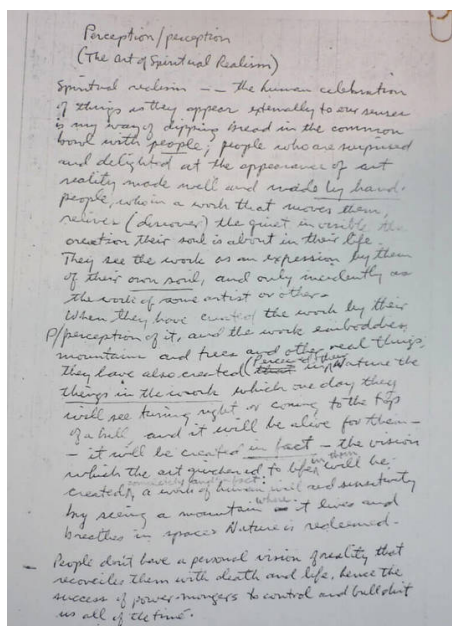 Perception/perception
(The Art of Spiritual Realism)
Spiritual realism -- the human celebration
of things as they appear externally to our senses
is my way of dipping bread in the common
bowl with people; people who are surprised
and delighted at the appearance of art
reality made well and made by hand.
people, who in a work that moves them,
relive (discover) the quiet invisible
creation their soul is about in their life.
They see the work as an expression by them
of their own soul, and only incidently as
the work of some artist or other.
When they have created the work by their
P/perception of it, and the work embodies
mountains and trees and other real things
they have also created in Nature the
things in the work which one day they
will see turning right or coming to the top
of a hill, and it will be alive for them -
- it will be created in fact - the vision
which the art quickened to life in them will be
created, a work of human and sensitivity
by seeing a mountain where it lives and
breathes in space. Nature is redeemed.
People don't have a personal vision of reality that
reconciles them with death and life, hence the
success of power-mongers to control and bullshit
us all of the time.